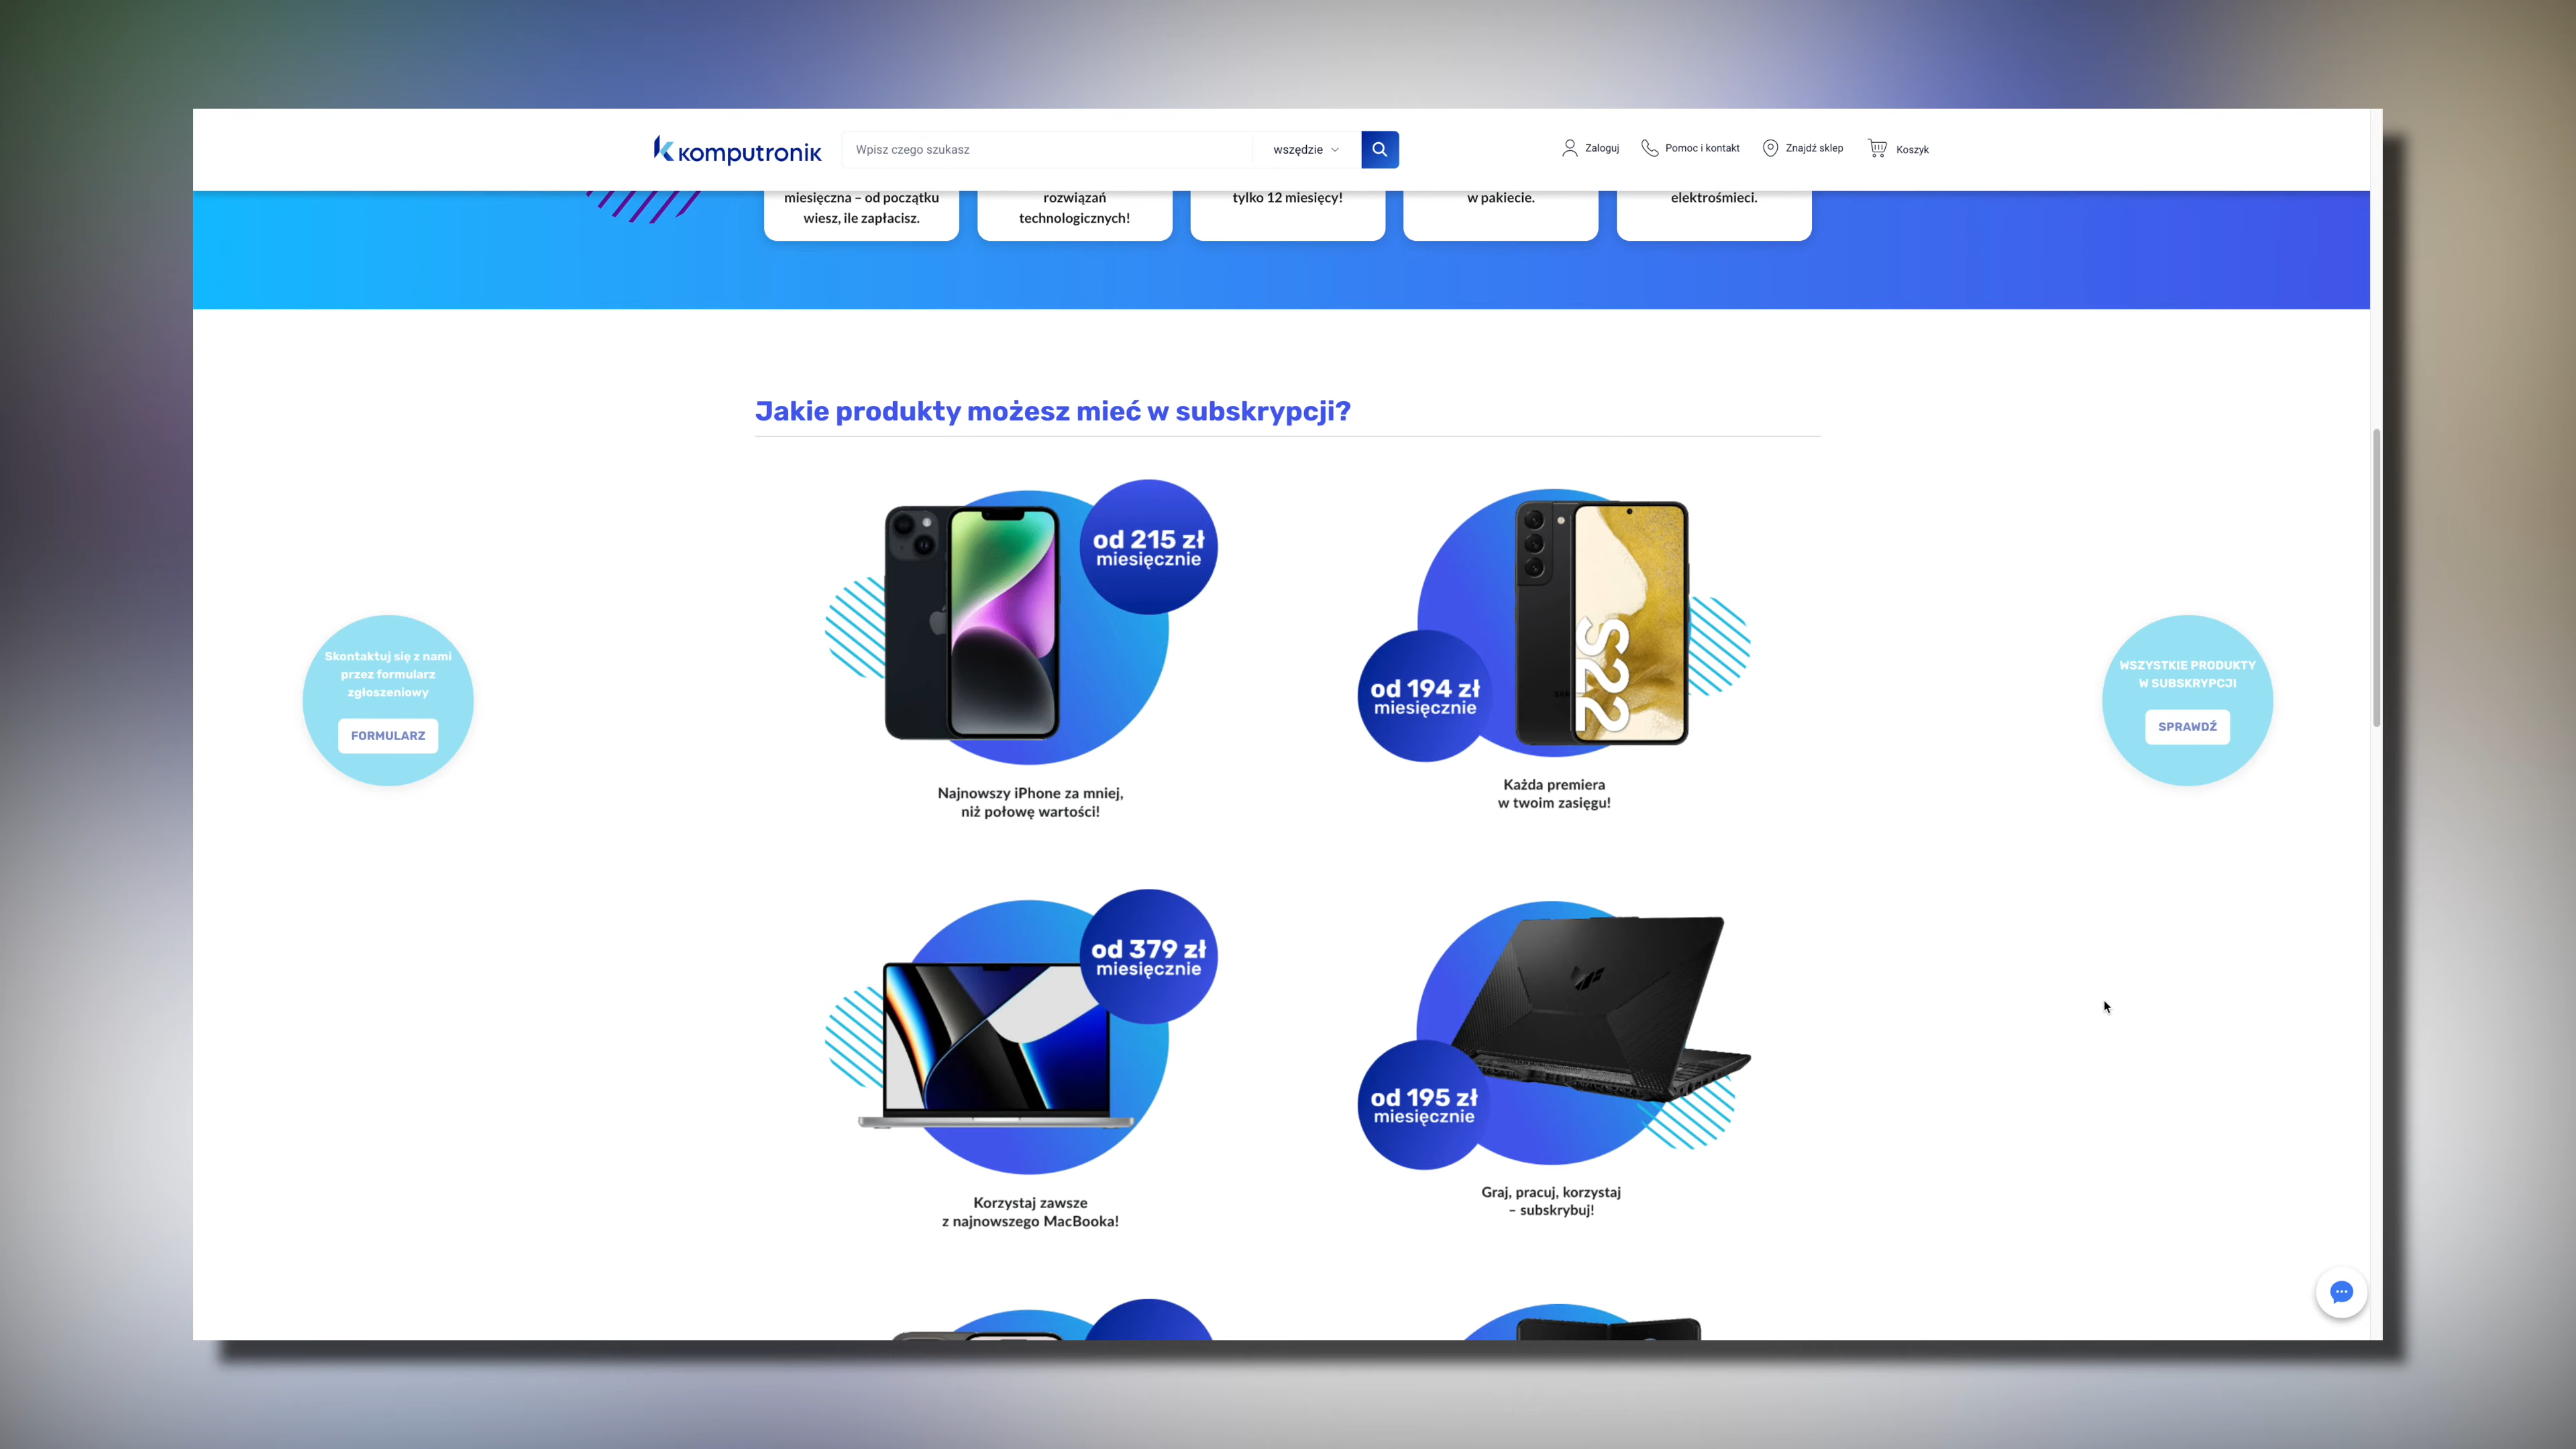 komputronik
Wpisz czego szukasz
wszędzie
Zaloguj
Pomoc i kontakt
Znajdź sklep
Koszyk
miesięczna – od początku
wiesz, ile zapłacisz.
rozwiązań
technologicznych!
tylko 12 miesięcy!
w pakiecie.
elektrośmieci.
Jakie produkty możesz mieć w subskrypcji?
od 215 zł
miesięcznie
Najnowszy iPhone za mniej,
niż połowę wartości!
S22
od 194 zł
miesięcznie
Każda premiera
w twoim zasięgu!
Skontaktuj się z nami
przez formularz
zgłoszeniowy
FORMULARZ
WSZYSTKIE PRODUKTY
W SUBSKRYPCJI
SPRAWDŹ
od 379 zł
miesięcznie
Korzystaj zawsze
z najnowszego MacBooka!
od 195 zł
miesięcznie
Graj, pracuj, korzystaj
– subskrybuj!